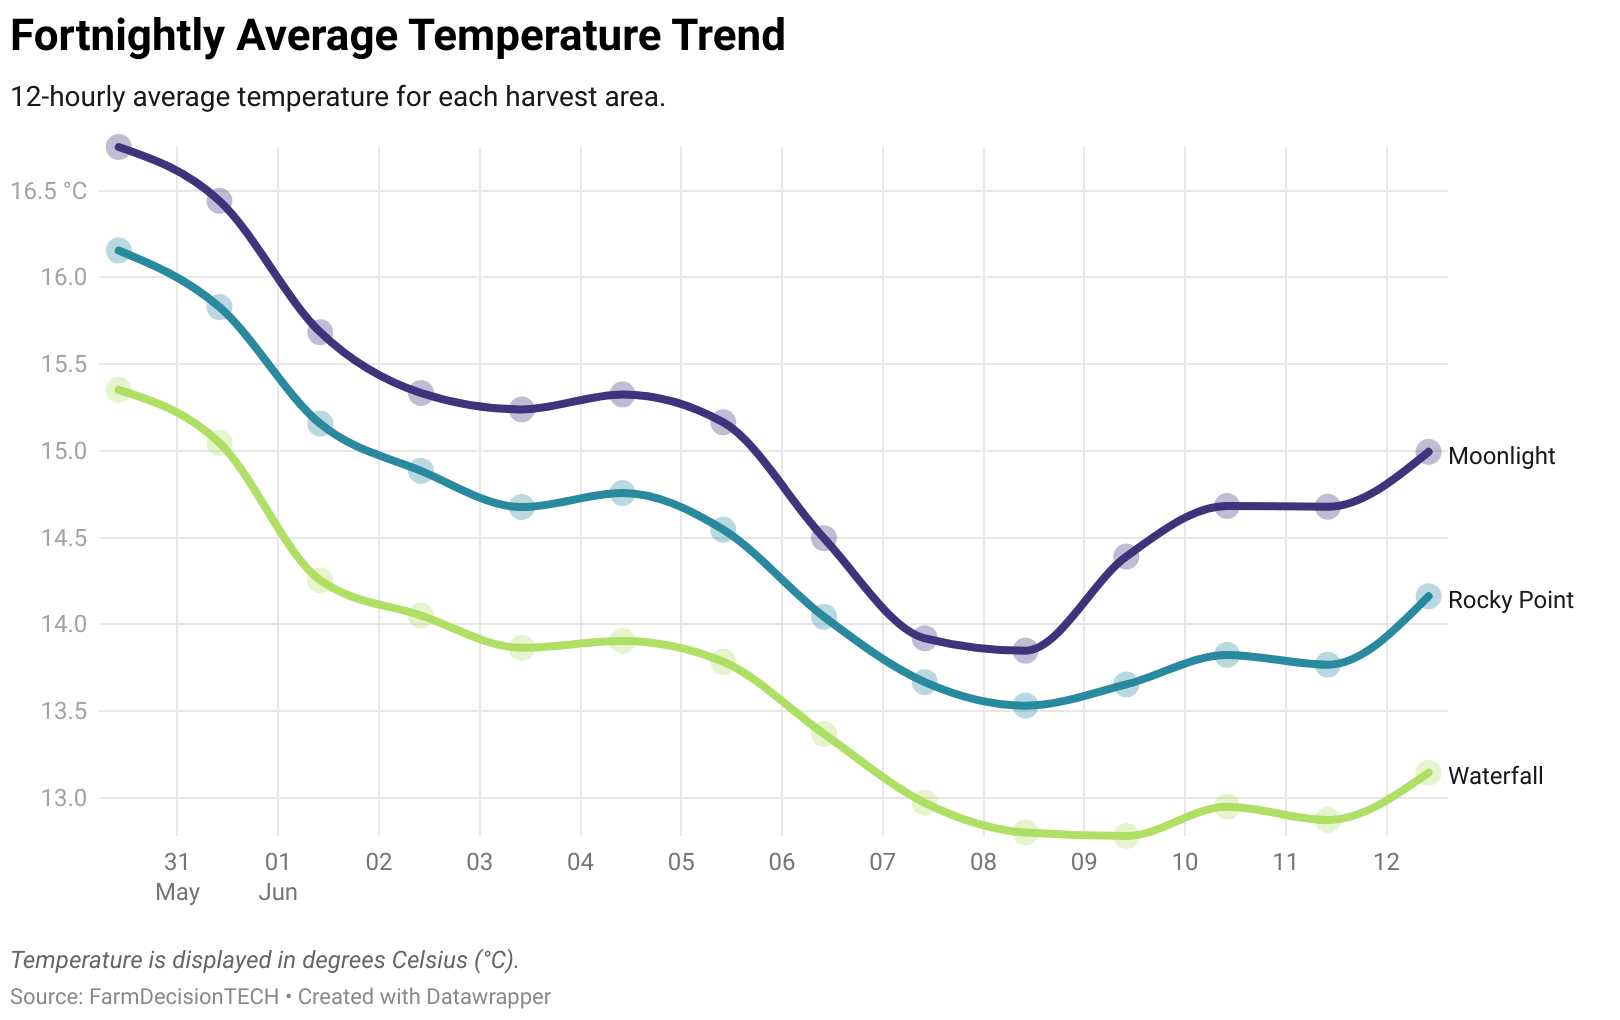 Fortnightly Average Temperature Trend
12-hourly average temperature for each harvest area.
16.5 °C
16.0
15.5
15.0
14.5
14.0
13.5
13.0
Moonlight
Rocky Point
Waterfall
31 01 02 03 04 05 06 07 08 09 10 11 12
May Jun
Temperature is displayed in degrees Celsius (°C).
Source: FarmDecisionTECH • Created with Datawrapper